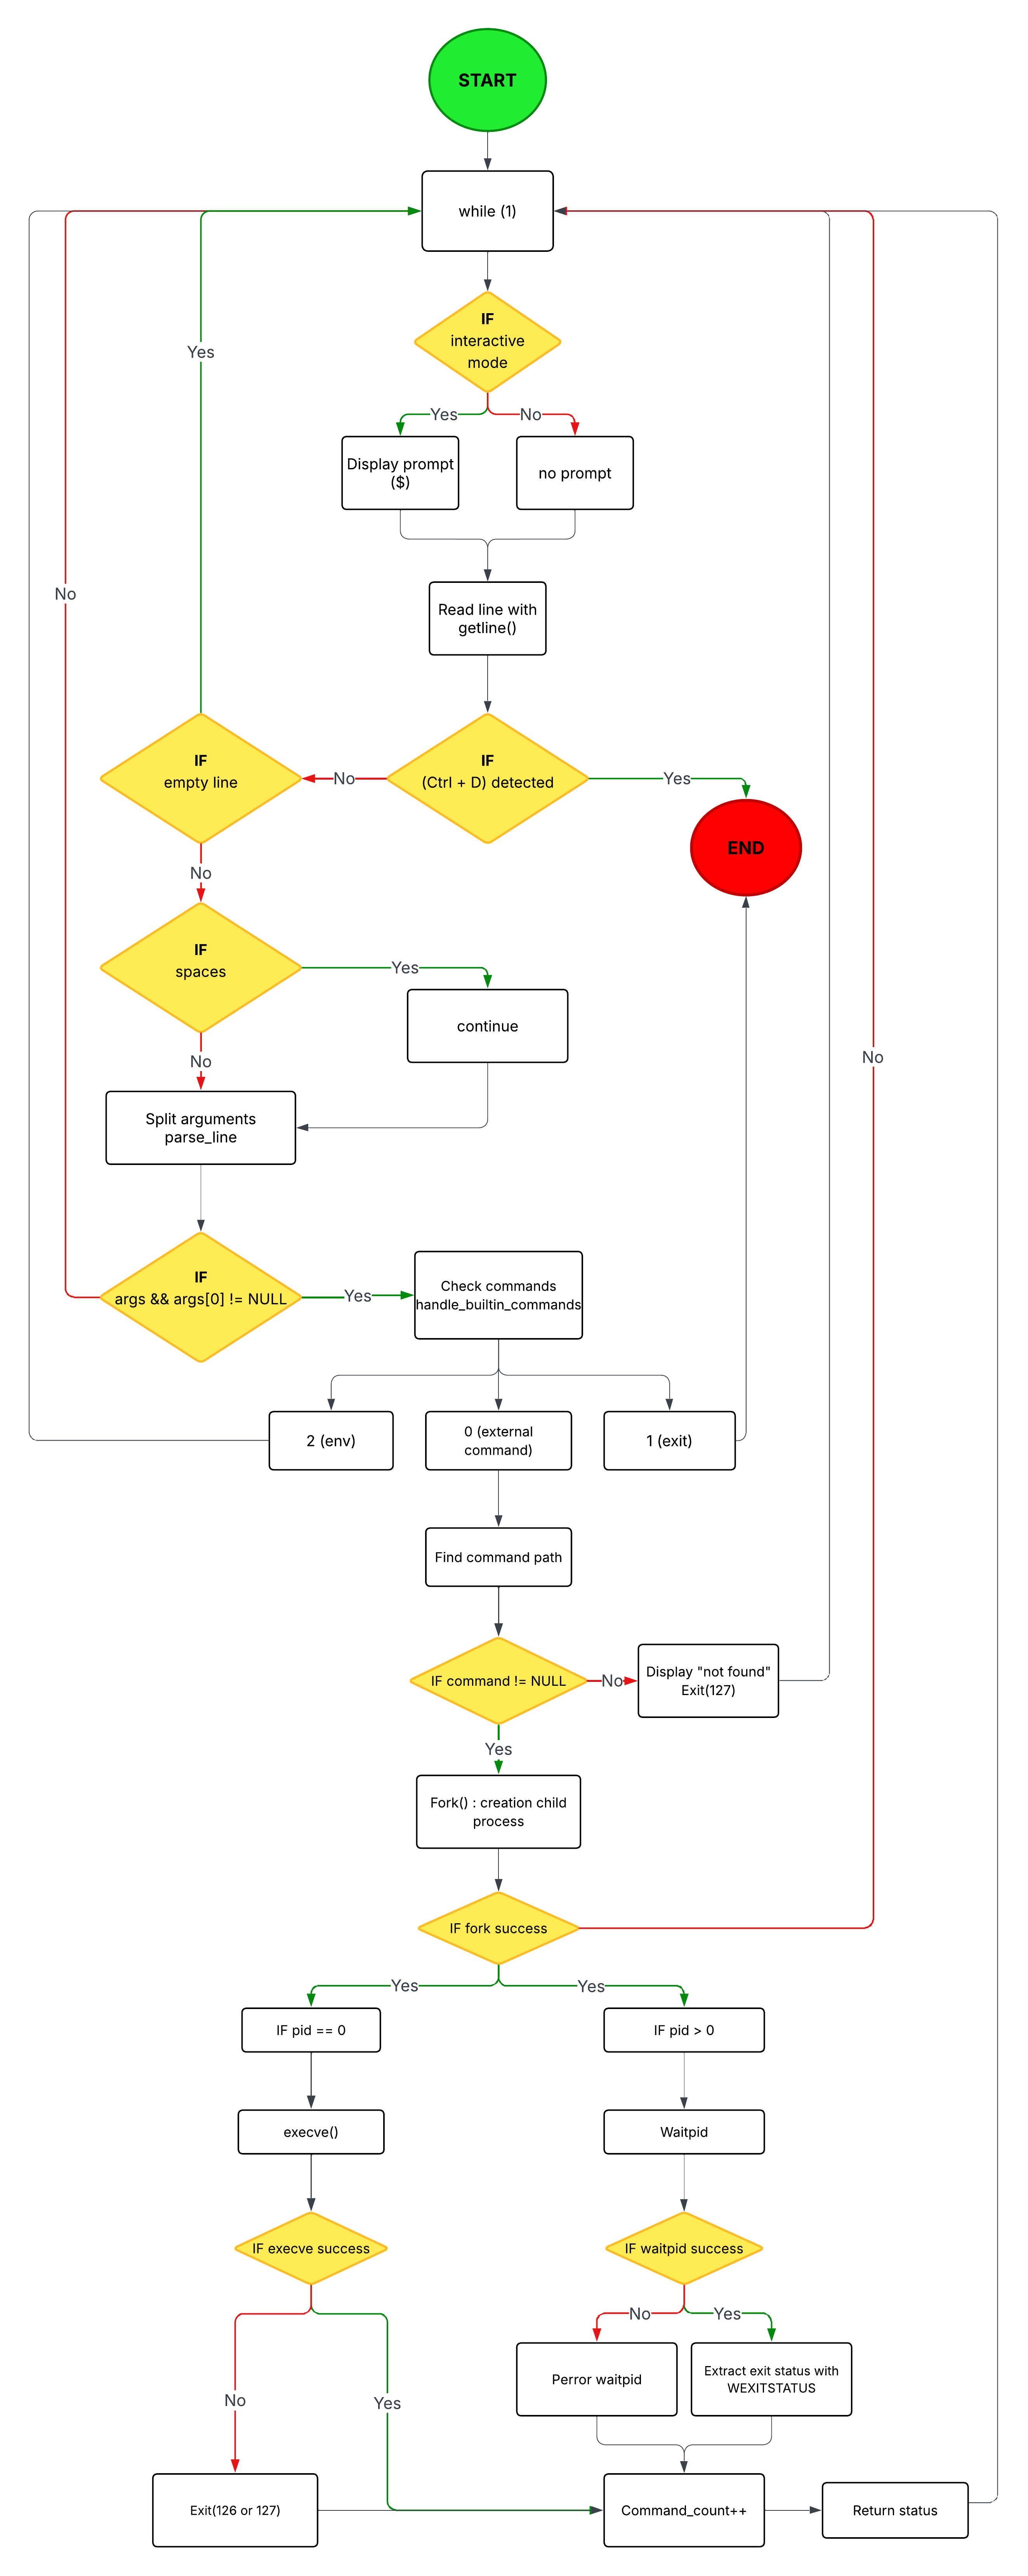 START
while (1)
IF
interactive
mode
Yes
Yes
No
Display prompt
($)
no prompt
No
Read line with
getline()
IF
empty line
No
IF
(Ctrl + D) detected
Yes
END
No
IF
spaces
Yes
continue
No
No
Split arguments
parse_line
IF
args && args[0] != NULL
Yes
Check commands
handle_builtin_commands
2 (env)
0 (external
command)
1 (exit)
Find command path
IF command != NULL
No
Display "not found"
Exit(127)
Yes
Fork() : creation child
process
IF fork success
Yes
Yes
IF pid == 0
IF pid > 0
execve()
Waitpid
IF execve success
IF waitpid success
No
Yes
Perror waitpid
Extract exit status with
WEXITSTATUS
No
Yes
Exit(126 or 127)
Command_count++
Return status